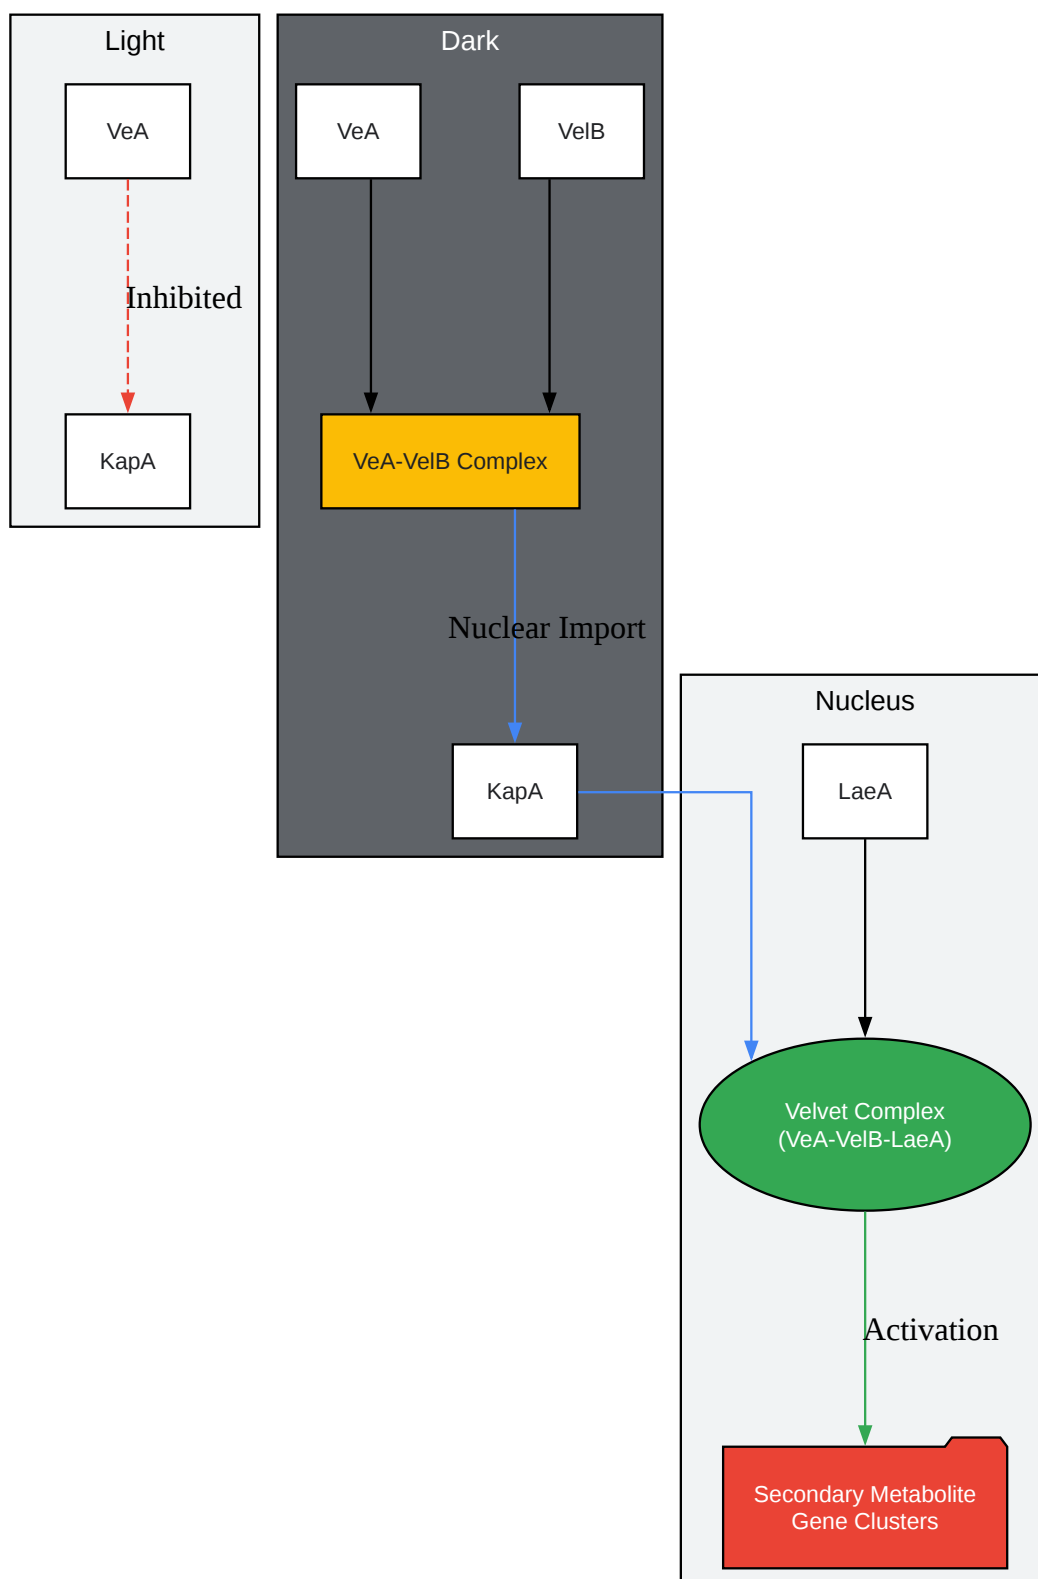 Light
VeA
Inhibited
KapA
Dark
VeA
VelB
VeA-VelB Complex
Nuclear Import
KapA
Nucleus
LaeA
Velvet Complex
(VeA-VelB-LaeA)
Activation
Secondary Metabolite
Gene Clusters